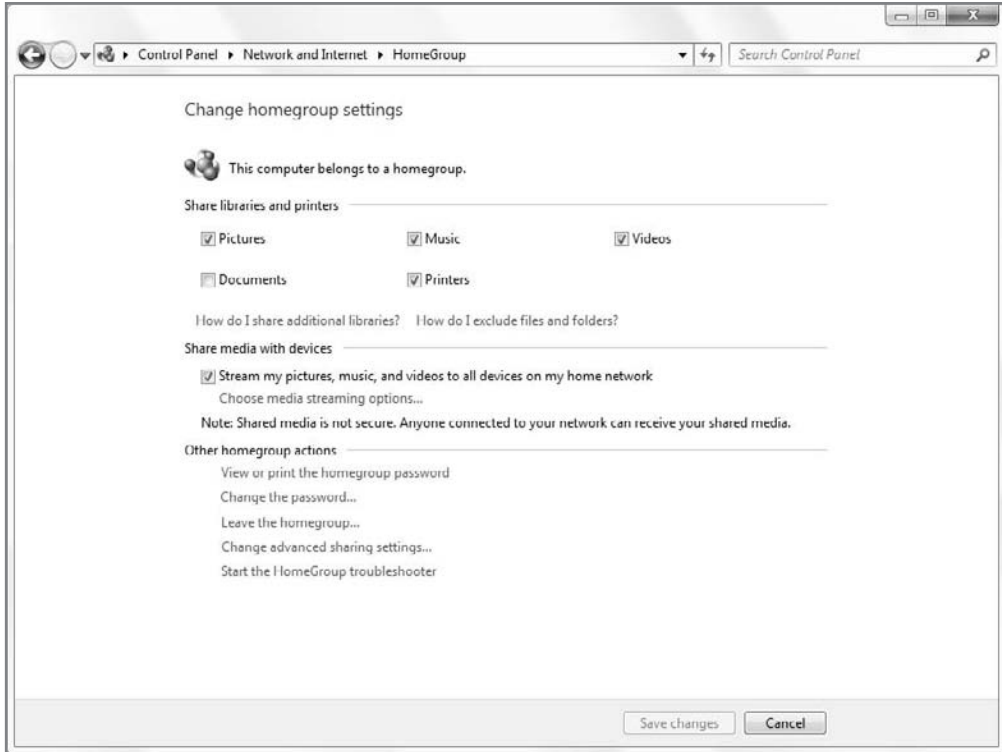 Control Panel Network and Internet HomeGroup Search Control Panel
Change homegroup settings
This computer belongs to a homegroup.
Share libraries and printers
Pictures Music Videos
Documents Printers
How do I share additional libraries? How do I exclude files and folders?
Share media with devices
Stream my pictures, music, and videos to all devices on my home network
Choose media streaming options...
Note: Shared media is not secure. Anyone connected to your network can receive your shared media.
Other homegroup actions
View or print the homegroup password
Change the password...
Leave the homegroup...
Change advanced sharing settings...
Start the HomeGroup troubleshooter
Save changes Cancel